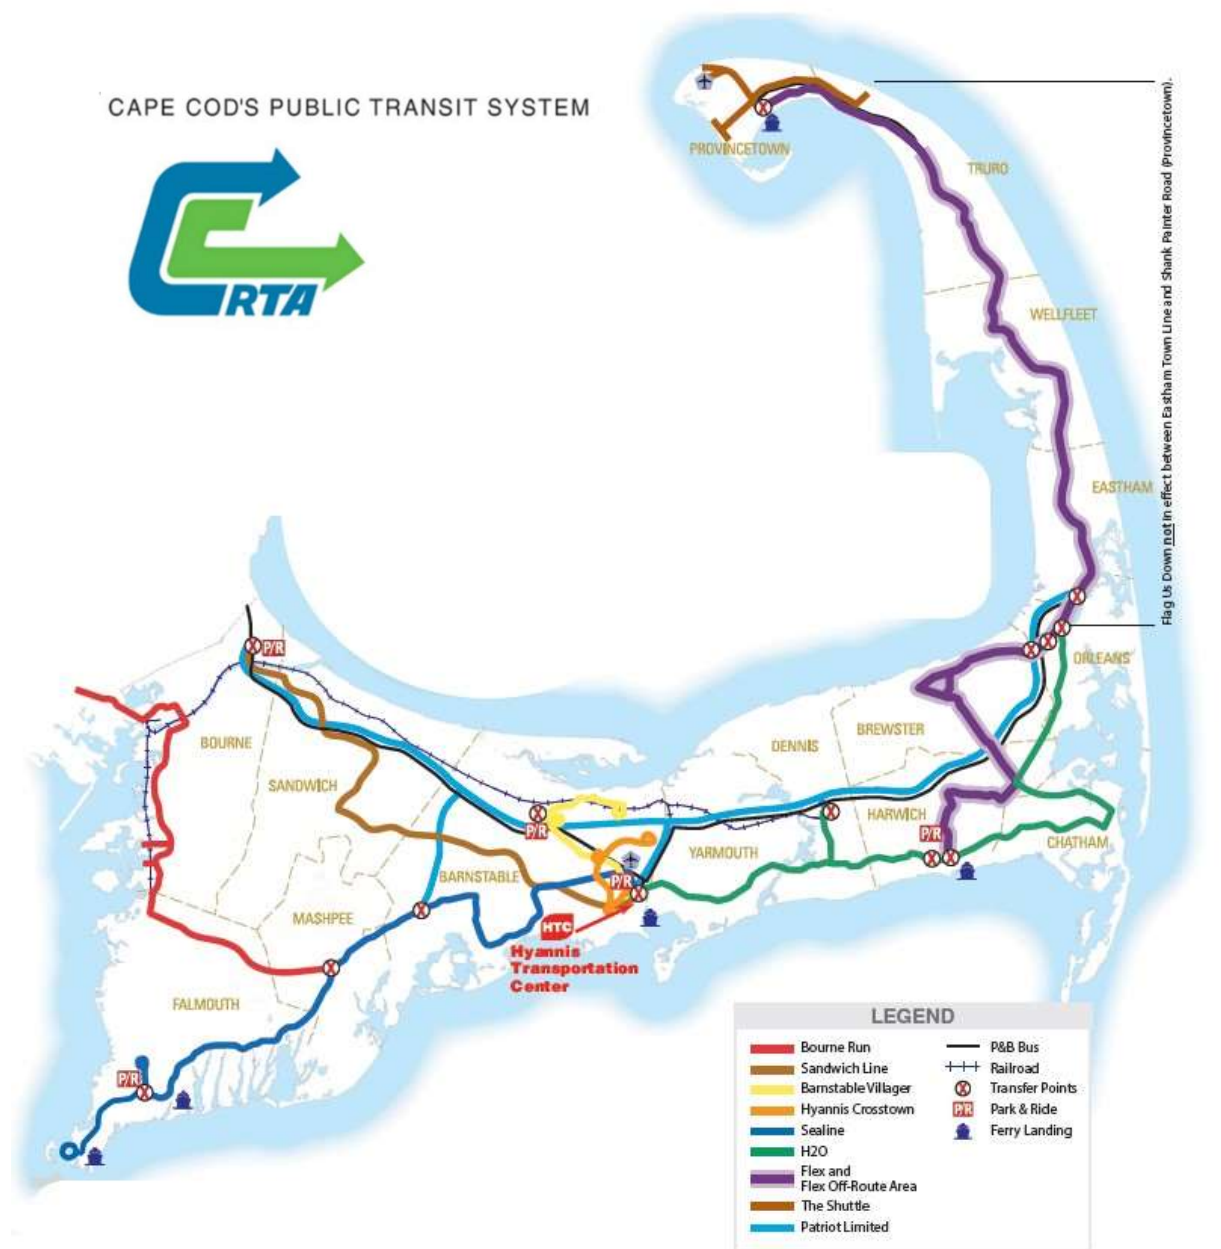 CAPE COD'S PUBLIC TRANSIT SYSTEM
RTA
PROVINCETOWN
TRURO
WELLFLEET
EASTHAM
Flag Us Down not in effect between Eastham Town Line and Shank Painter Road (Provincetown).
P/R
ORLEANS
BOURNE
BREWSTER
DENNIS
SANDWICH
HARWICH
P/R
P/R
CHATHAM
YARMOUTH
BARNSTABLE
P/R
MASHPEE
HTC
Hyannis
Transportation
Center
FALMOUTH
P/R
LEGEND
Bourne Run
Sandwich Line
Barnstable Villager
Hyannis Crosstown
Sealine
H2O
Flex and
Flex Off-Route Area
The Shuttle
Patriot Limited
P&B Bus
Railroad
Transfer Points
P/R Park & Ride
Ferry Landing